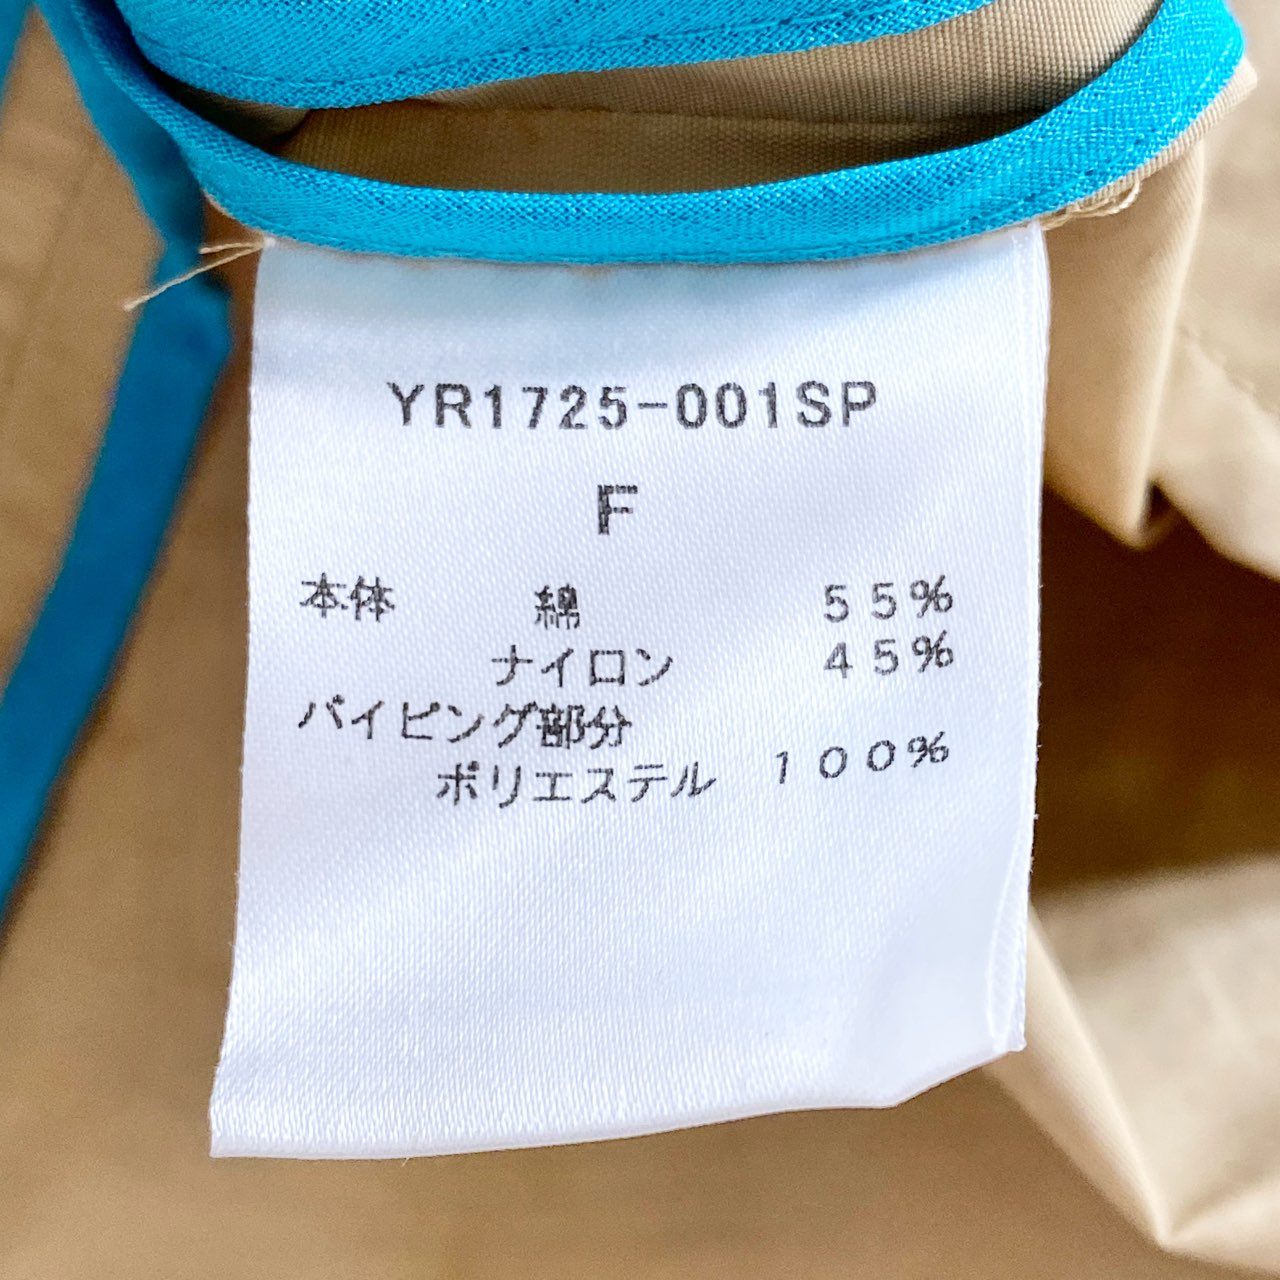 YR1725-001SP
F
本体 綿 55%
ナイロン 45%
パイピング部分
ポリエステル 100%